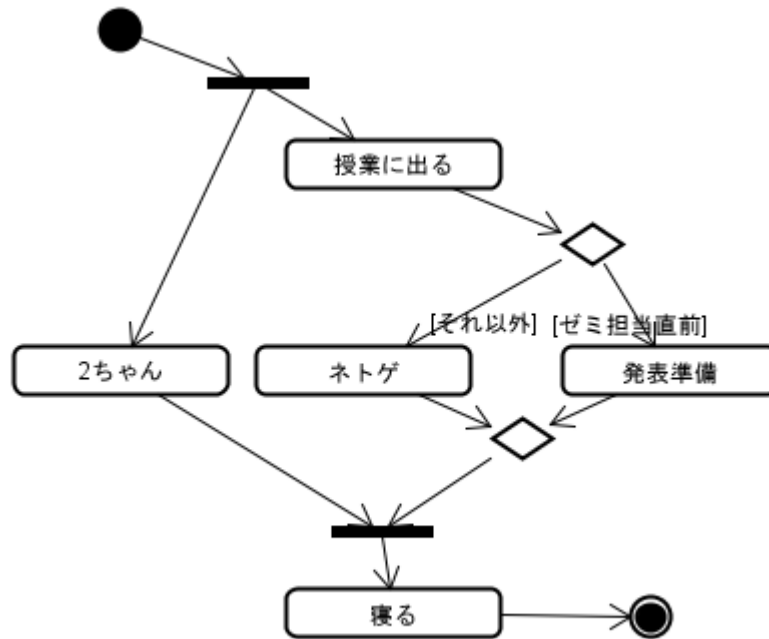 授業に出る
[それ以外]
[ゼミ担当直前]
2ちゃん
ネトゲ
発表準備
寝る